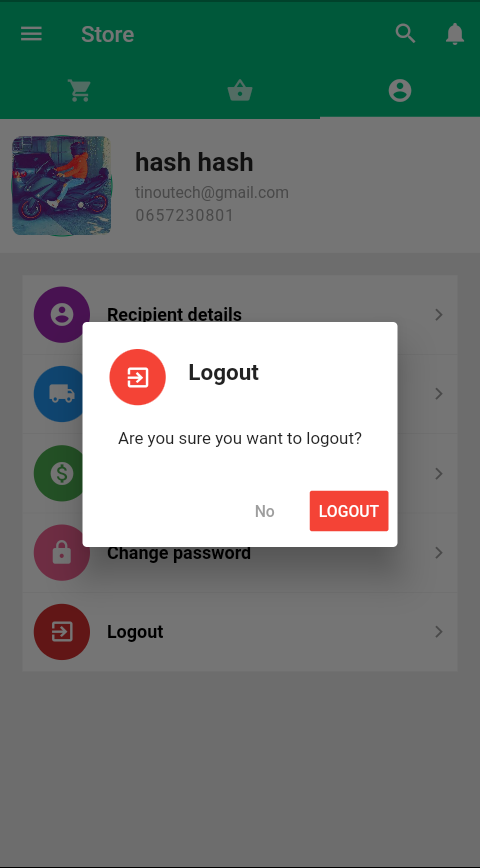 Store
hash hash
tinoutech@gmail.com
0657230801
Recipient details
Logout
Are you sure you want to logout?
No
LOGOUT
Change password
Logout